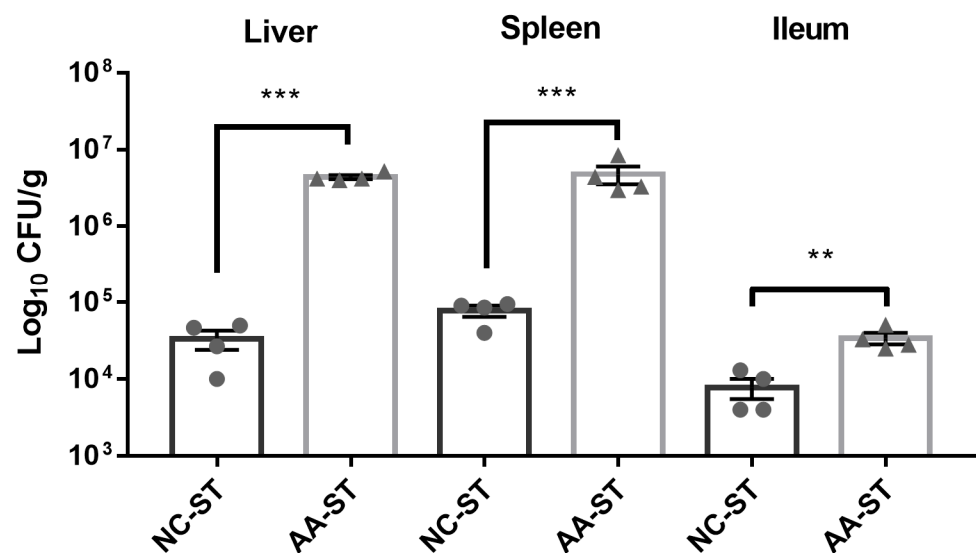 Liver Spleen Ileum
Log₁₀ CFU/g
10⁸
10⁷
10⁶
10⁵
10⁴
10³
*** *** **
NC-ST AA-ST NC-ST AA-ST NC-ST AA-ST